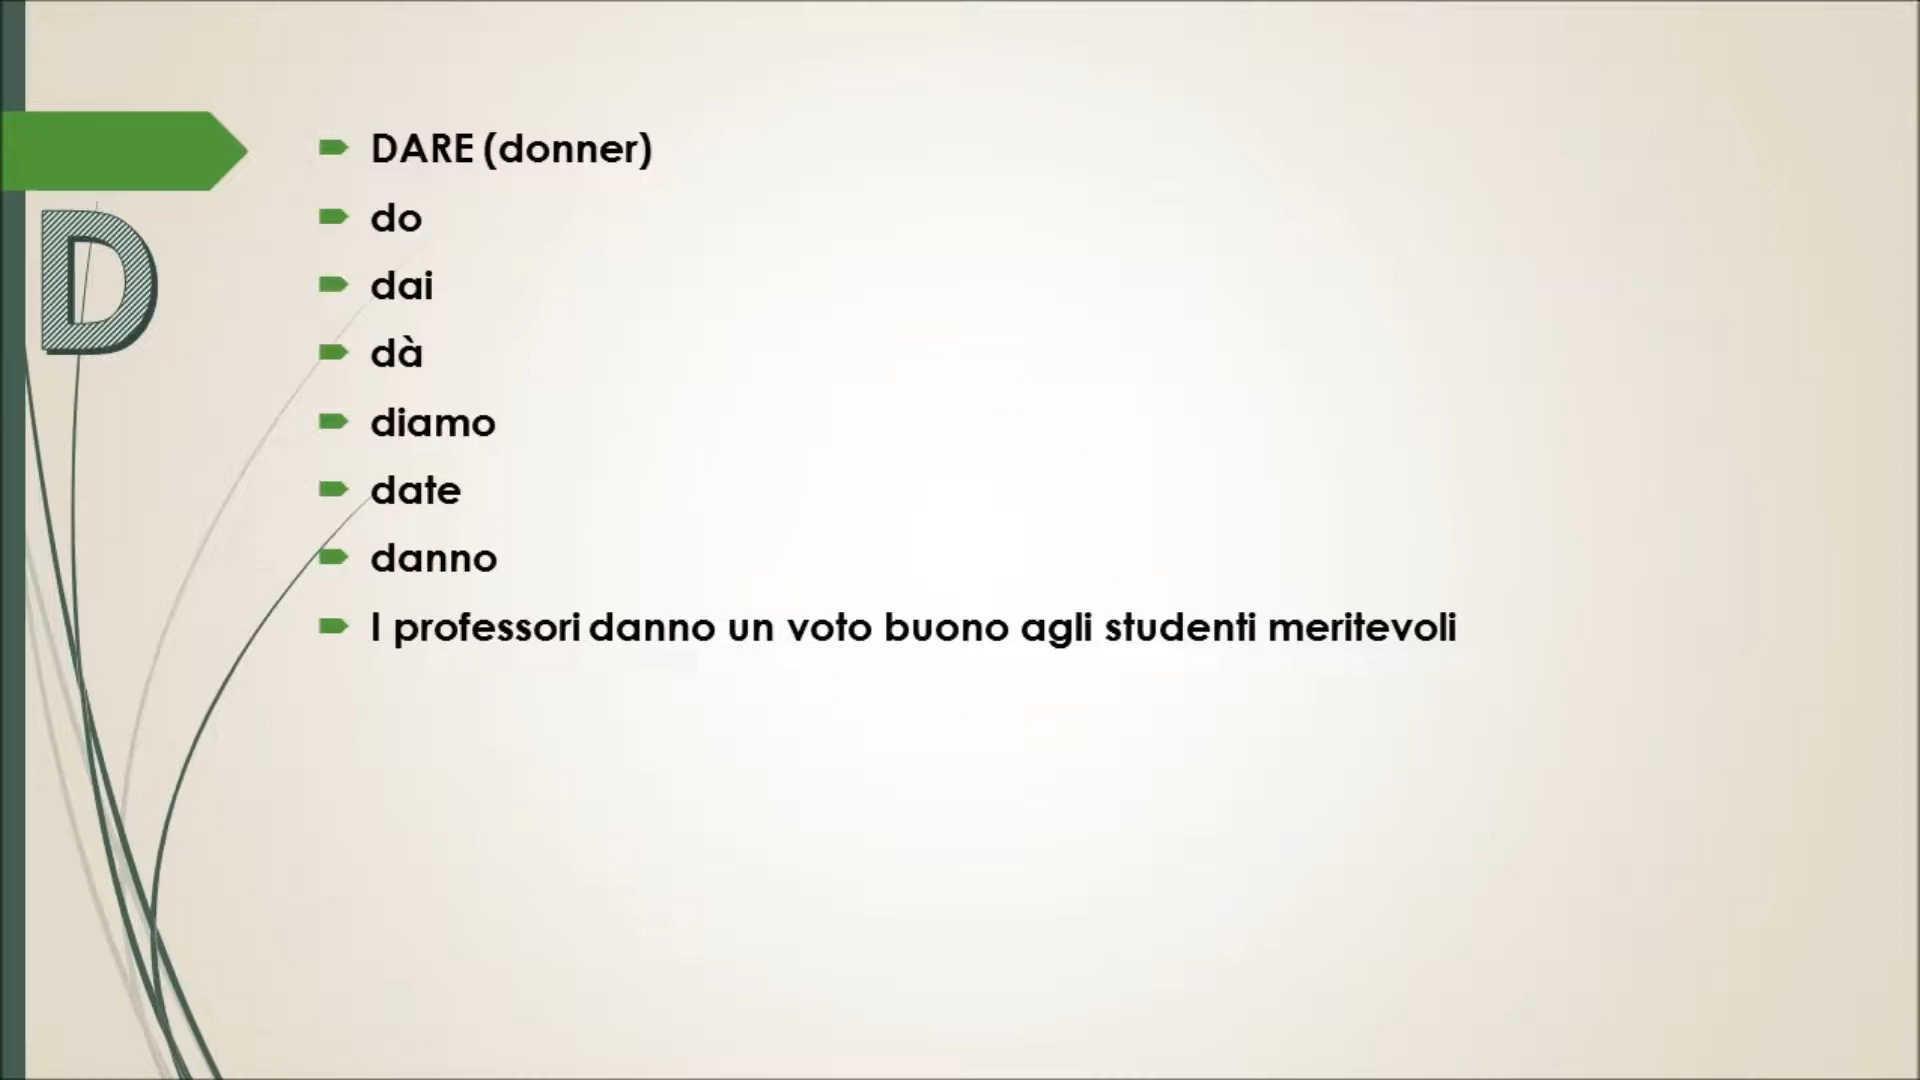 D
DARE (donner)
do
dai
dà
diamo
date
danno
I professori danno un voto buono agli studenti meritevoli